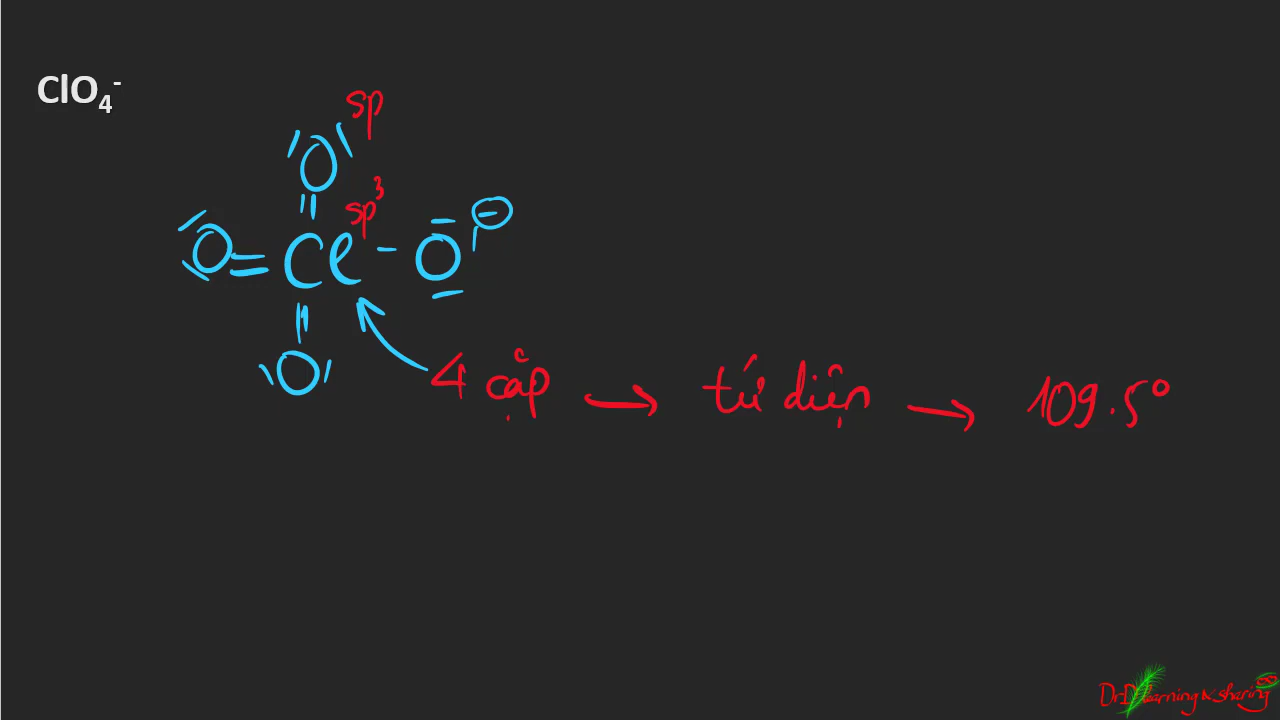 ClO₄⁻
sp
O
sp³
O=Cl-O ⊖
O
4 cặp → tứ diện → 109.5°
Dr.D learning & sharing